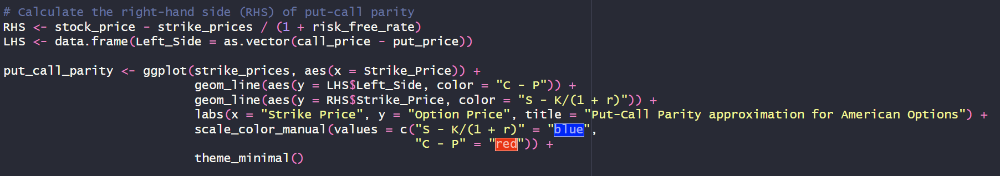 # Calculate the right-hand side (RHS) of put-call parity
RHS <- stock_price - strike_prices / (1 + risk_free_rate)
LHS <- data.frame(Left_Side = as.vector(call_price - put_price))
put_call_parity <- ggplot(strike_prices, aes(x = Strike_Price)) +
geom_line(aes(y = LHS$Left_Side, color = "C - P")) +
geom_line(aes(y = RHS$Strike_Price, color = "S - K/(1 + r)")) +
labs(x = "Strike Price", y = "Option Price", title = "Put-Call Parity approximation for American Options") +
scale_color_manual(values = c("S - K/(1 + r)" = "blue",
"C - P" = "red")) +
theme_minimal()